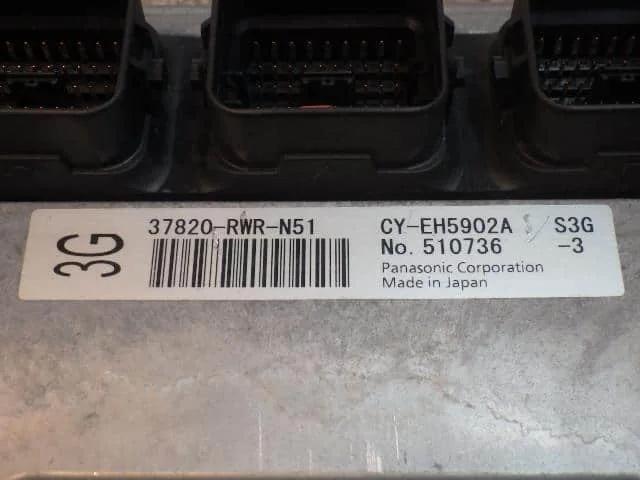 3G
37820-RWR-N51
CY-EH5902A S3G
No. 510736 -3
Panasonic Corporation
Made in Japan